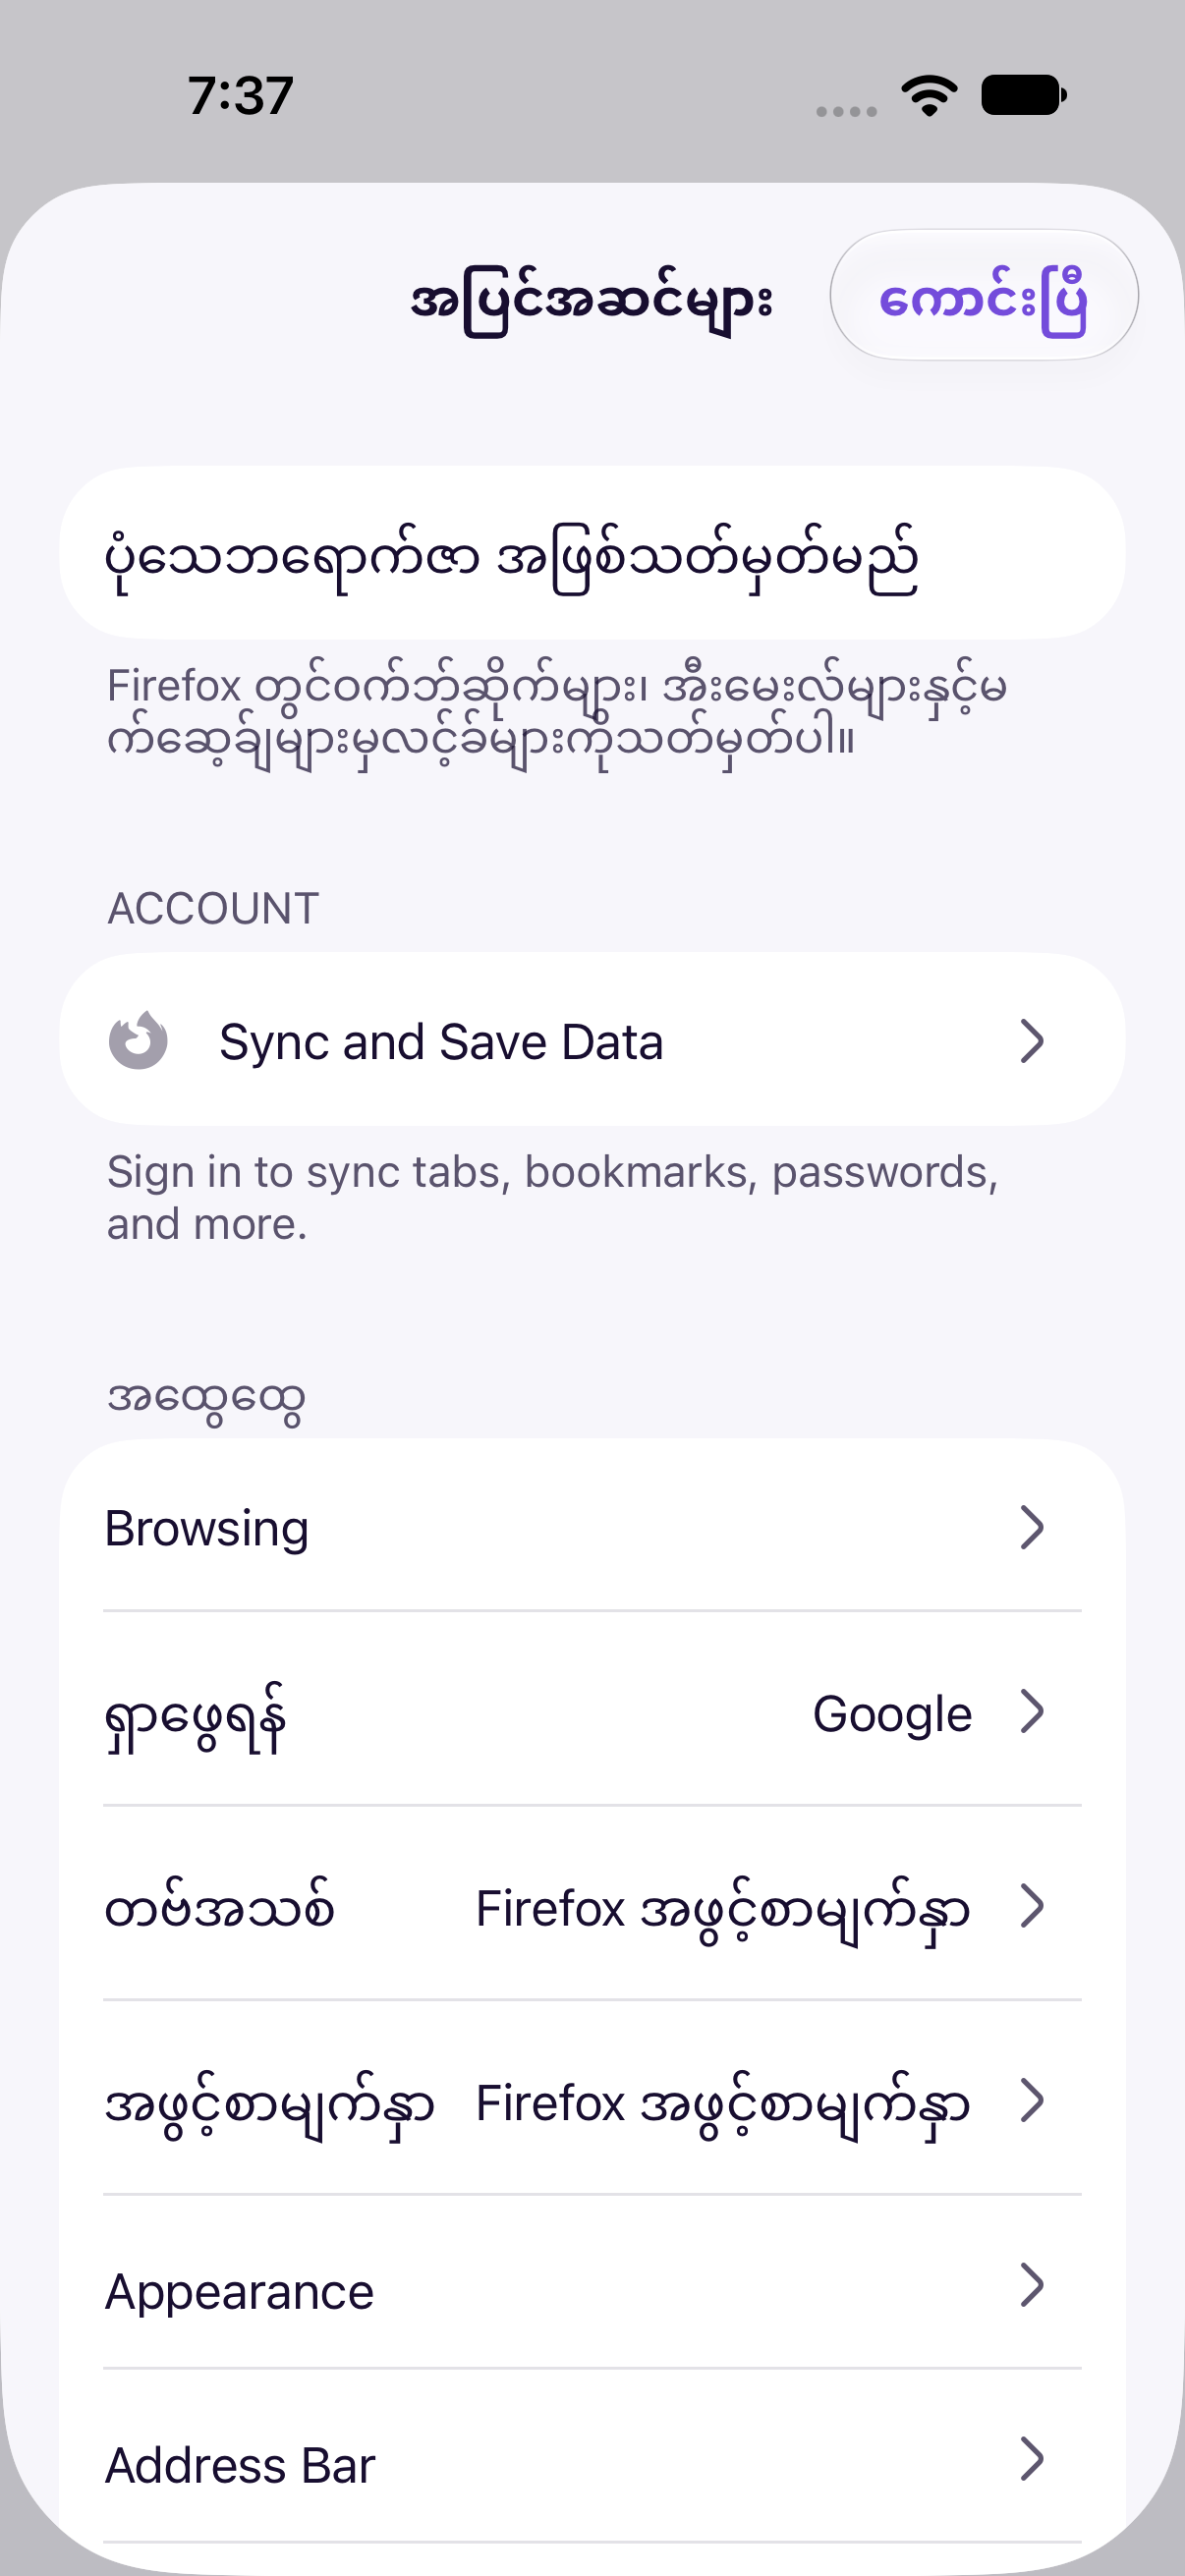 7:37
အပြင်အဆင်များ
ကောင်းပြီ
ပုံသေဘရောက်ဇာ အဖြစ်သတ်မှတ်မည်
Firefox တွင်ဝက်ဘ်ဆိုက်များ၊ အီးမေးလ်များနှင့်မ
က်ဆေ့ခ်ျများမှလင့်ခ်များကိုသတ်မှတ်ပါ။
ACCOUNT
Sync and Save Data
Sign in to sync tabs, bookmarks, passwords,
and more.
အထွေထွေ
Browsing
ရှာဖွေရန် Google
တဗ်အသစ် Firefox အဖွင့်စာမျက်နှာ
အဖွင့်စာမျက်နှာ Firefox အဖွင့်စာမျက်နှာ
Appearance
Address Bar